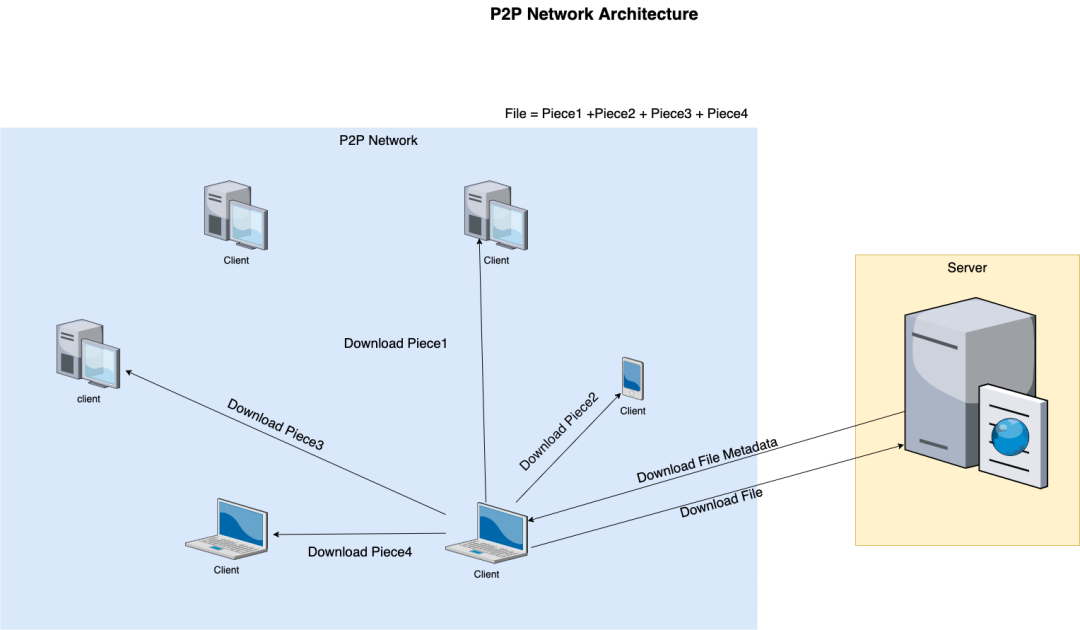 P2P Network Architecture
File = Piece1 +Piece2 + Piece3 + Piece4
P2P Network
Client
Client
Server
Download Piece1
client
Client
Download Piece3
Download Piece2
Download File Metadata
Download File
Download Piece4
Client
Client